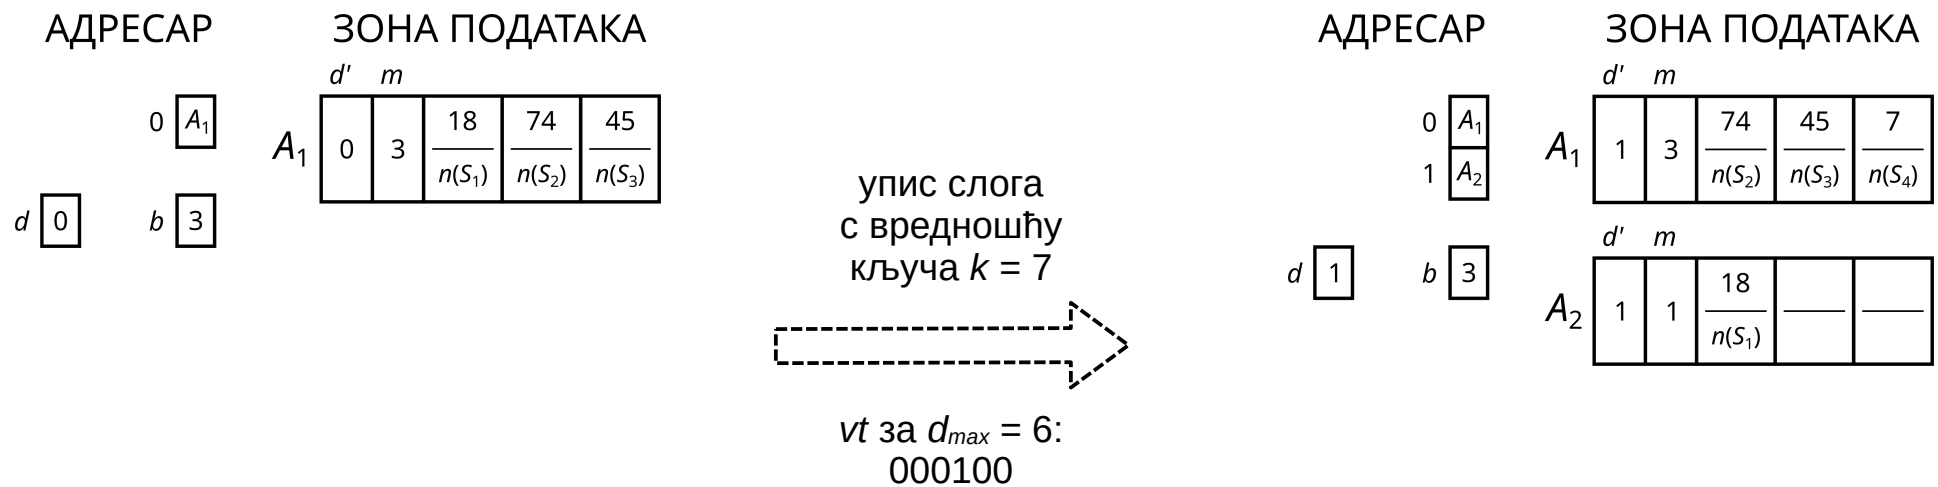 АДРЕСАР ЗОНА ПОДАТАКА
d' m
0 A1
A1 0 3 18 n(S1) 74 n(S2) 45 n(S3)
d 0 b 3
упис слога
с вредношћу
кључа k = 7
vt за dmax = 6:
000100
АДРЕСАР ЗОНА ПОДАТАКА
d' m
0 A1
1 A2
A1 1 3 74 n(S2) 45 n(S3) 7 n(S4)
d' m
d 1 b 3
A2 1 1 18 n(S1)